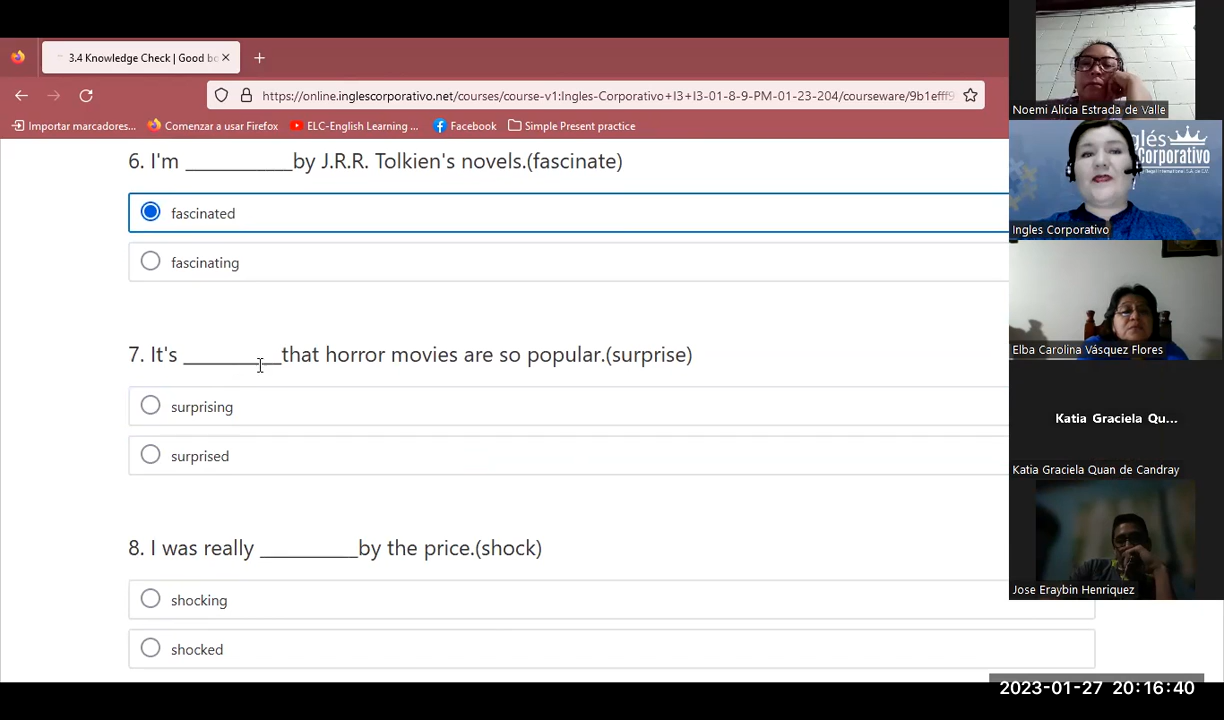 3.4 Knowledge Check | Good bo
https://online.inglescorporativo.net/courses/course-v1:Ingles-Corporativo+I3+I3-01-8-9-PM-01-23-204/courseware/9b1efff9
Importar marcadores...
Comenzar a usar Firefox
ELC-English Learning ...
Facebook
Simple Present practice
6. I'm ___________by J.R.R. Tolkien's novels.(fascinate)
fascinated
fascinating
7. It's __________that horror movies are so popular.(surprise)
surprising
surprised
8. I was really __________by the price.(shock)
shocking
shocked
Noemi Alicia Estrada de Valle
Inglés
Corporativo
Ingles Corporativo
Elba Carolina Vásquez Flores
Katia Graciela Qu...
Katia Graciela Quan de Candray
Jose Eraybin Henriquez
2023-01-27 20:16:40